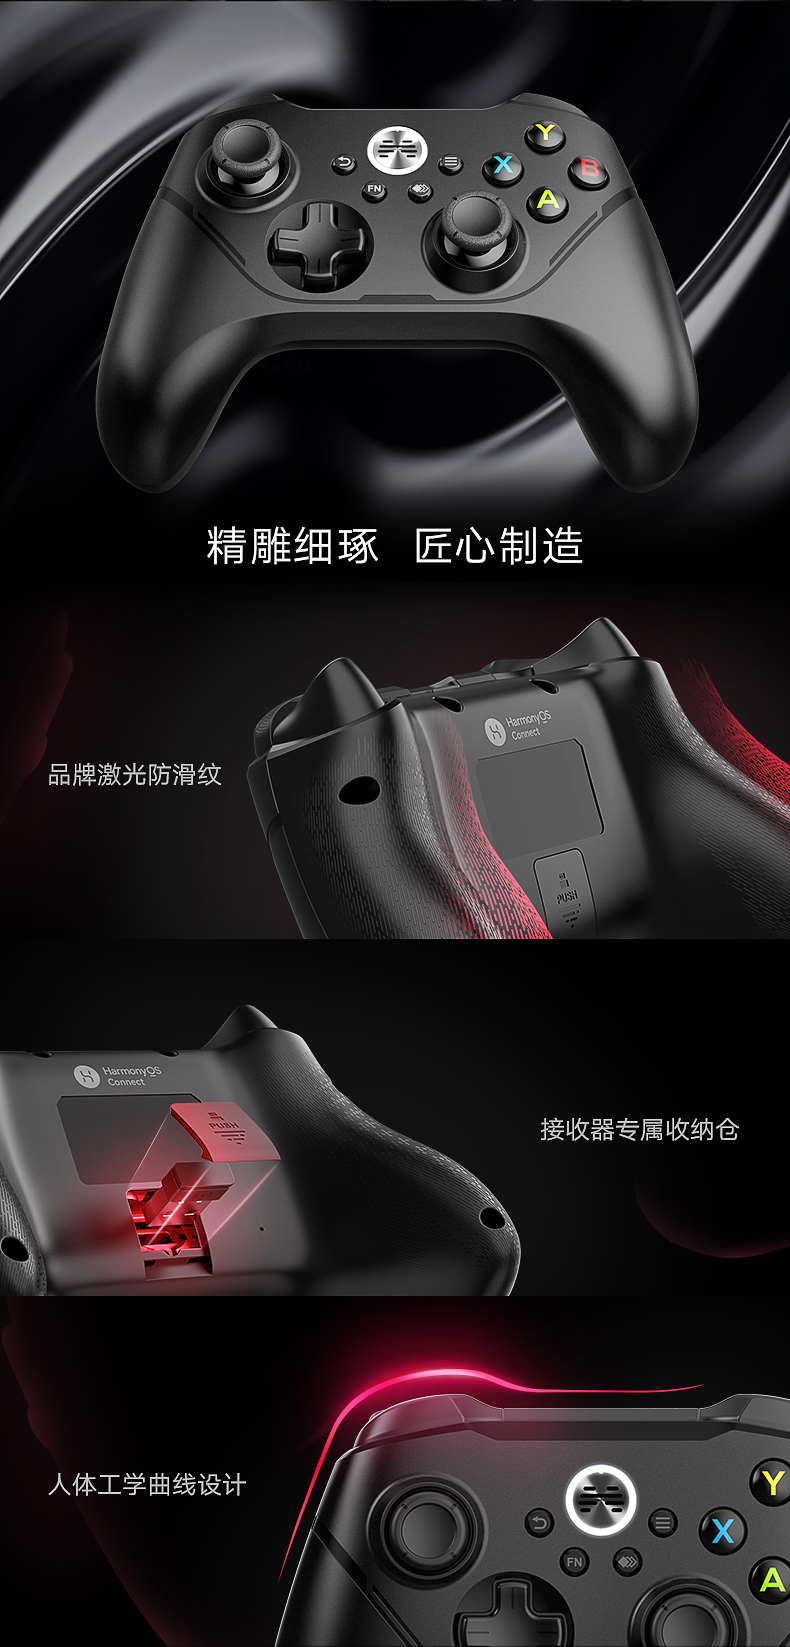 Y
X
B
A
FN
精雕细琢 匠心制造
HarmonyOS
Connect
品牌激光防滑纹
PUSH
HarmonyOS
Connect
PUSH
接收器专属收纳仓
人体工学曲线设计
Y
X
FN
A